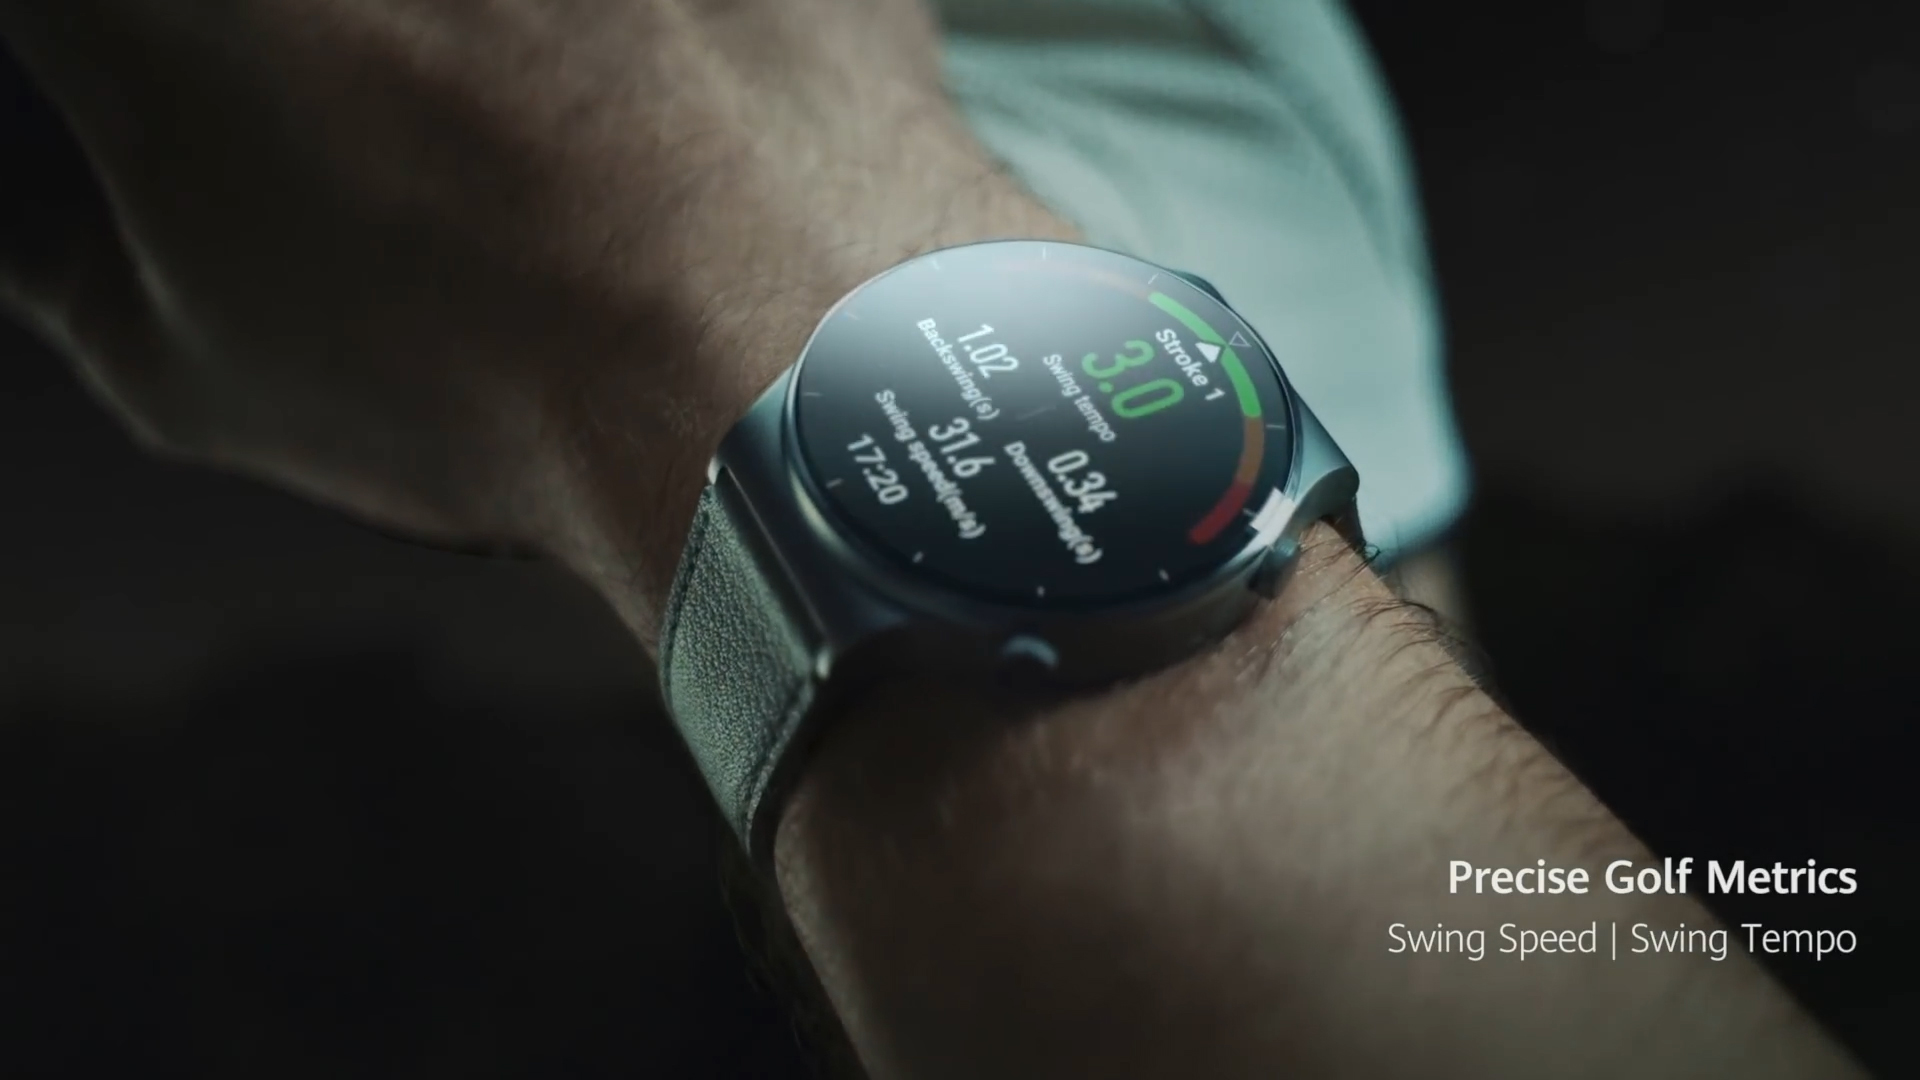 Stroke 1
3.0
Swing tempo
1.02
Backswing(s)
0.34
Downswing(s)
31.6
Swing speed(m/s)
17:20
Precise Golf Metrics
Swing Speed | Swing Tempo